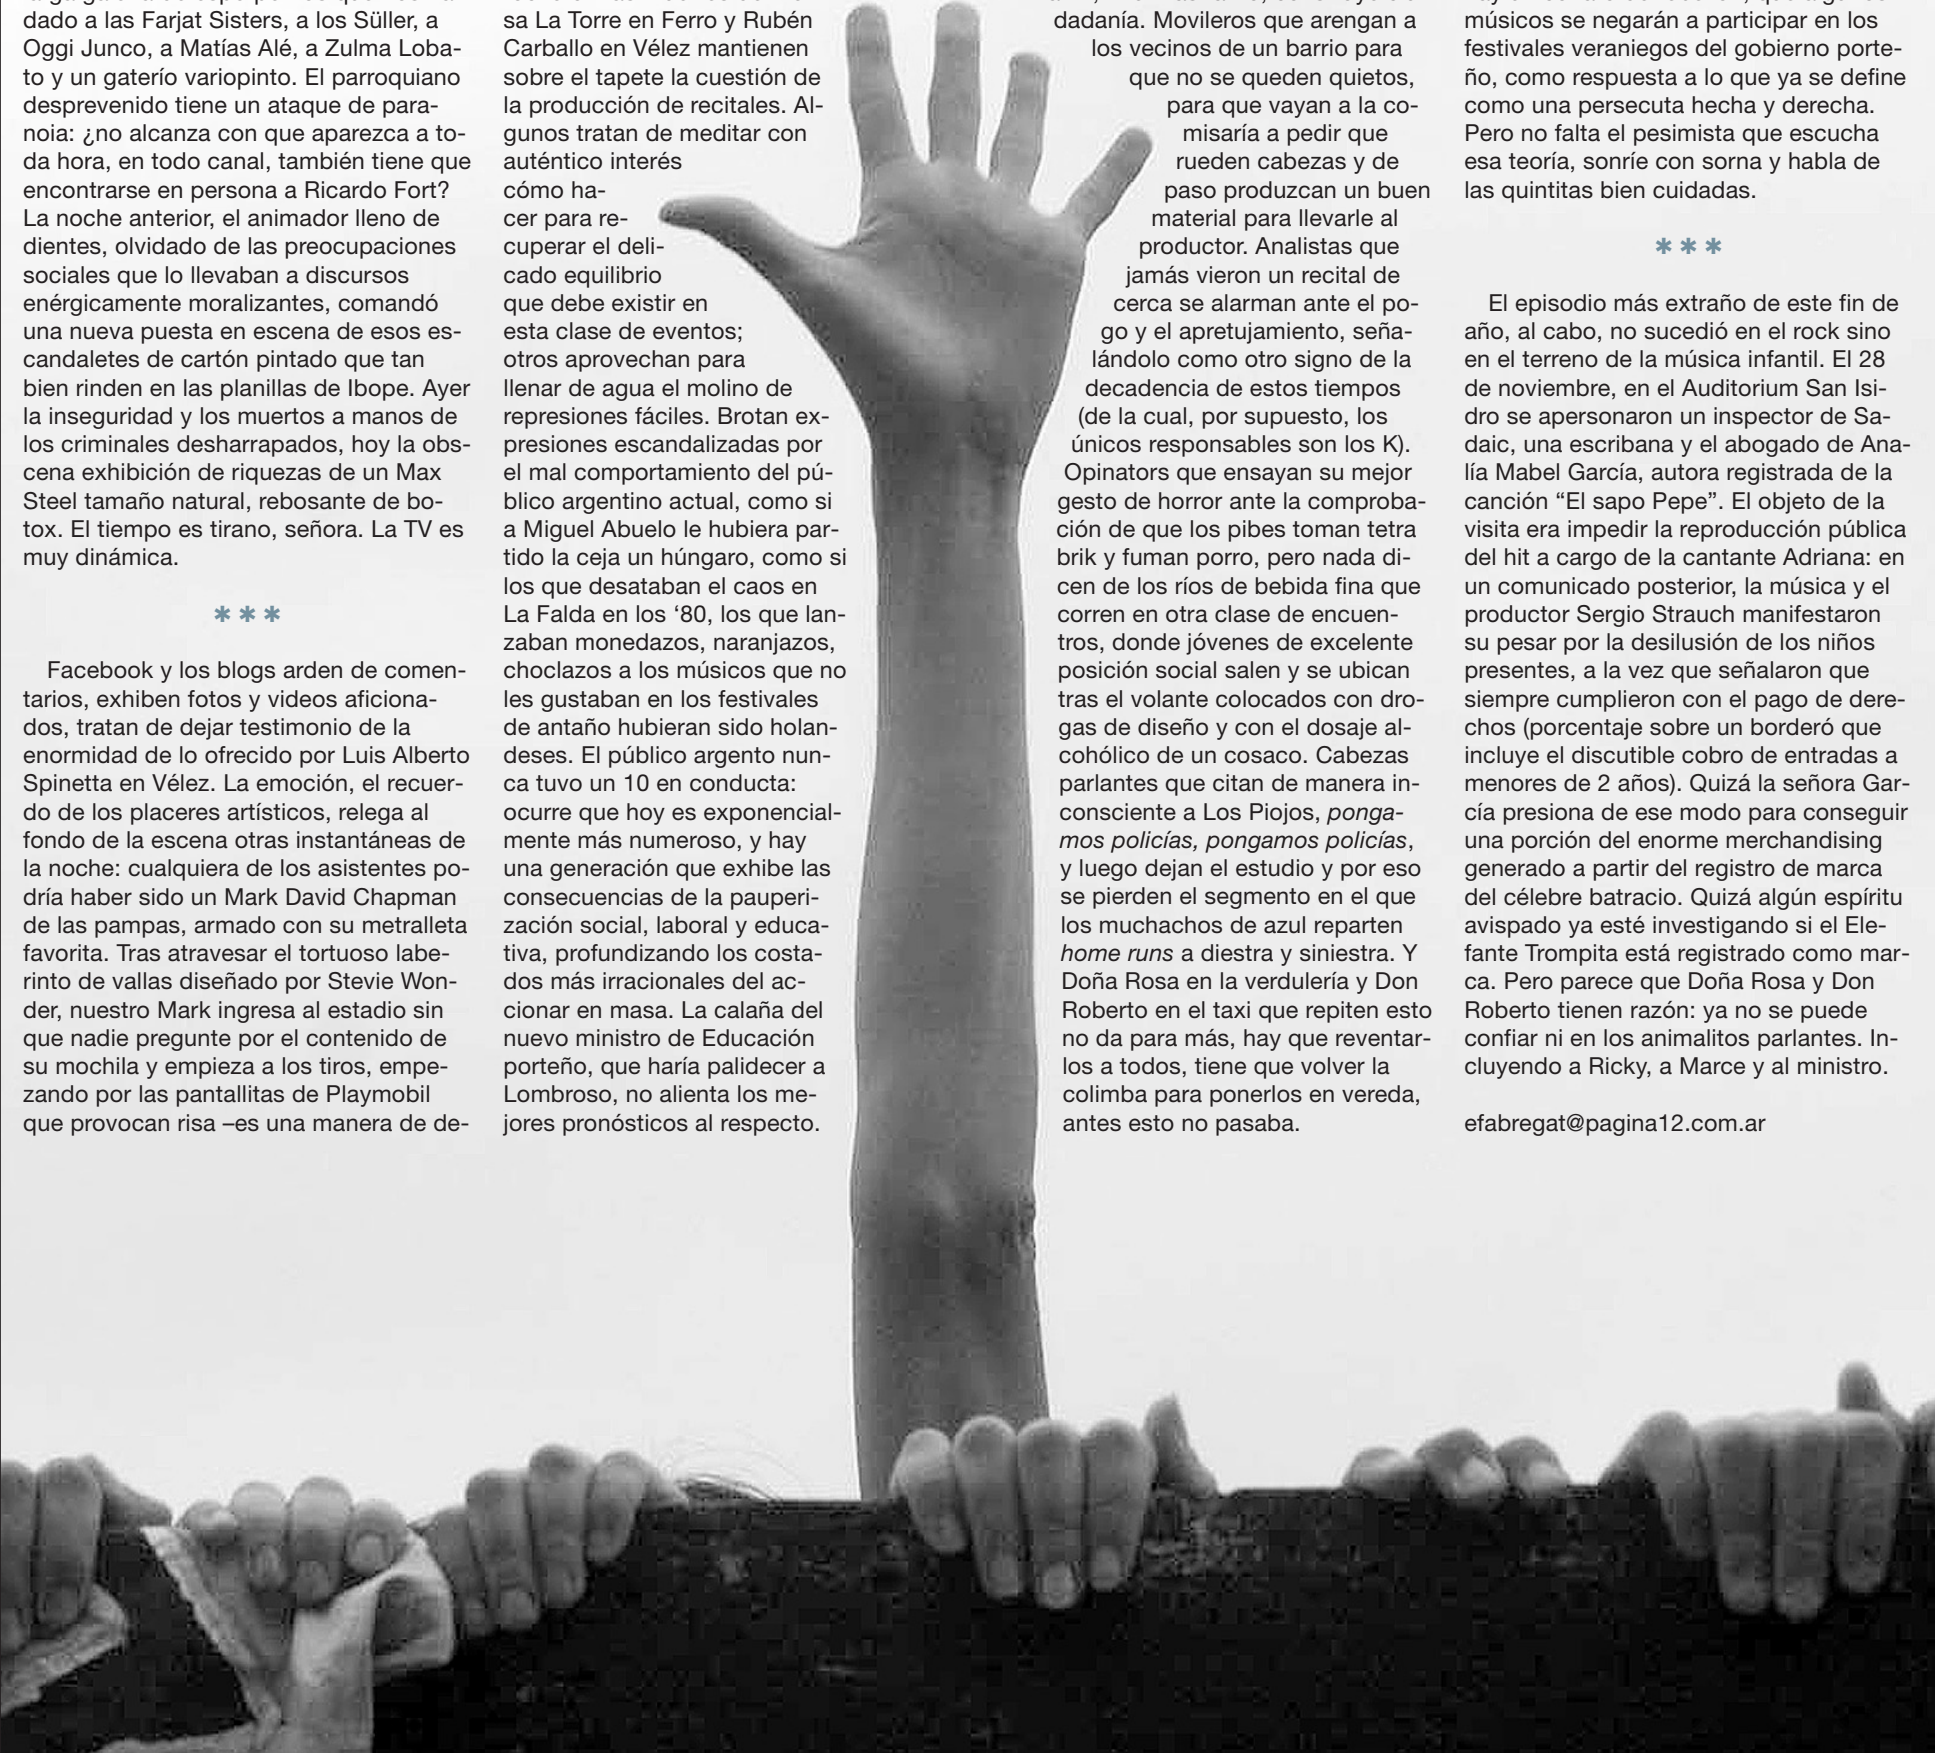 dado a las Farjat Sisters, a los Süller, a
Oggi Junco, a Matías Alé, a Zulma Loba-
to y un gaterío variopinto. El parroquiano
desprevenido tiene un ataque de para-
noia: ¿no alcanza con que aparezca a to-
da hora, en todo canal, también tiene que
encontrarse en persona a Ricardo Fort?
La noche anterior, el animador lleno de
dientes, olvidado de las preocupaciones
sociales que lo llevaban a discursos
enérgicamente moralizantes, comandó
una nueva puesta en escena de esos es-
candaletes de cartón pintado que tan
bien rinden en las planillas de Ibope. Ayer
la inseguridad y los muertos a manos de
los criminales desharrapados, hoy la obs-
cena exhibición de riquezas de un Max
Steel tamaño natural, rebosante de bo-
tox. El tiempo es tirano, señora. La TV es
muy dinámica.
***
Facebook y los blogs arden de comen-
tarios, exhiben fotos y videos aficiona-
dos, tratan de dejar testimonio de la
enormidad de lo ofrecido por Luis Alberto
Spinetta en Vélez. La emoción, el recuer-
do de los placeres artísticos, relega al
fondo de la escena otras instantáneas de
la noche: cualquiera de los asistentes po-
dría haber sido un Mark David Chapman
de las pampas, armado con su metralleta
favorita. Tras atravesar el tortuoso labe-
rinto de vallas diseñado por Stevie Won-
der, nuestro Mark ingresa al estadio sin
que nadie pregunte por el contenido de
su mochila y empieza a los tiros, empe-
zando por las pantallitas de Playmobil
que provocan risa –es una manera de de-
sa La Torre en Ferro y Rubén
Carballo en Vélez mantienen
sobre el tapete la cuestión de
la producción de recitales. Al-
gunos tratan de meditar con
auténtico interés
cómo ha-
cer para re-
cuperar el deli-
cado equilibrio
que debe existir en
esta clase de eventos;
otros aprovechan para
llenar de agua el molino de
represiones fáciles. Brotan ex-
presiones escandalizadas por
el mal comportamiento del pú-
blico argentino actual, como si
a Miguel Abuelo le hubiera par-
tido la ceja un húngaro, como si
los que desataban el caos en
La Falda en los ‘80, los que lan-
zaban monedazos, naranjazos,
choclazos a los músicos que no
les gustaban en los festivales
de antaño hubieran sido holan-
deses. El público argento nun-
ca tuvo un 10 en conducta:
ocurre que hoy es exponencial-
mente más numeroso, y hay
una generación que exhibe las
consecuencias de la pauperi-
zación social, laboral y educa-
tiva, profundizando los costa-
dos más irracionales del ac-
cionar en masa. La calaña del
nuevo ministro de Educación
porteño, que haría palidecer a
Lombroso, no alienta los me-
jores pronósticos al respecto.
dadanía. Movileros que arengan a
los vecinos de un barrio para
que no se queden quietos,
para que vayan a la co-
misaría a pedir que
rueden cabezas y de
paso produzcan un buen
material para llevarle al
productor. Analistas que
jamás vieron un recital de
cerca se alarman ante el po-
go y el apretujamiento, seña-
lándolo como otro signo de la
decadencia de estos tiempos
(de la cual, por supuesto, los
únicos responsables son los K).
Opinators que ensayan su mejor
gesto de horror ante la comproba-
ción de que los pibes toman tetra
brik y fuman porro, pero nada di-
cen de los ríos de bebida fina que
corren en otra clase de encuen-
tros, donde jóvenes de excelente
posición social salen y se ubican
tras el volante colocados con dro-
gas de diseño y con el dosaje al-
cohólico de un cosaco. Cabezas
parlantes que citan de manera in-
consciente a Los Piojos, ponga-
mos policías, pongamos policías,
y luego dejan el estudio y por eso
se pierden el segmento en el que
los muchachos de azul reparten
home runs a diestra y siniestra. Y
Doña Rosa en la verdulería y Don
Roberto en el taxi que repiten esto
no da para más, hay que reventar-
los a todos, tiene que volver la
colimba para ponerlos en vereda,
antes esto no pasaba.
músicos se negarán a participar en los
festivales veraniegos del gobierno porte-
ño, como respuesta a lo que ya se define
como una persecuta hecha y derecha.
Pero no falta el pesimista que escucha
esa teoría, sonríe con sorna y habla de
las quintitas bien cuidadas.
***
El episodio más extraño de este fin de
año, al cabo, no sucedió en el rock sino
en el terreno de la música infantil. El 28
de noviembre, en el Auditorium San Isi-
dro se apersonaron un inspector de Sa-
daic, una escribana y el abogado de Ana-
lía Mabel García, autora registrada de la
canción “El sapo Pepe”. El objeto de la
visita era impedir la reproducción pública
del hit a cargo de la cantante Adriana: en
un comunicado posterior, la música y el
productor Sergio Strauch manifestaron
su pesar por la desilusión de los niños
presentes, a la vez que señalaron que
siempre cumplieron con el pago de dere-
chos (porcentaje sobre un borderó que
incluye el discutible cobro de entradas a
menores de 2 años). Quizá la señora Gar-
cía presiona de ese modo para conseguir
una porción del enorme merchandising
generado a partir del registro de marca
del célebre batracio. Quizá algún espíritu
avispado ya esté investigando si el Ele-
fante Trompita está registrado como mar-
ca. Pero parece que Doña Rosa y Don
Roberto tienen razón: ya no se puede
confiar ni en los animalitos parlantes. In-
cluyendo a Ricky, a Marce y al ministro.
efabregat@pagina12.com.ar